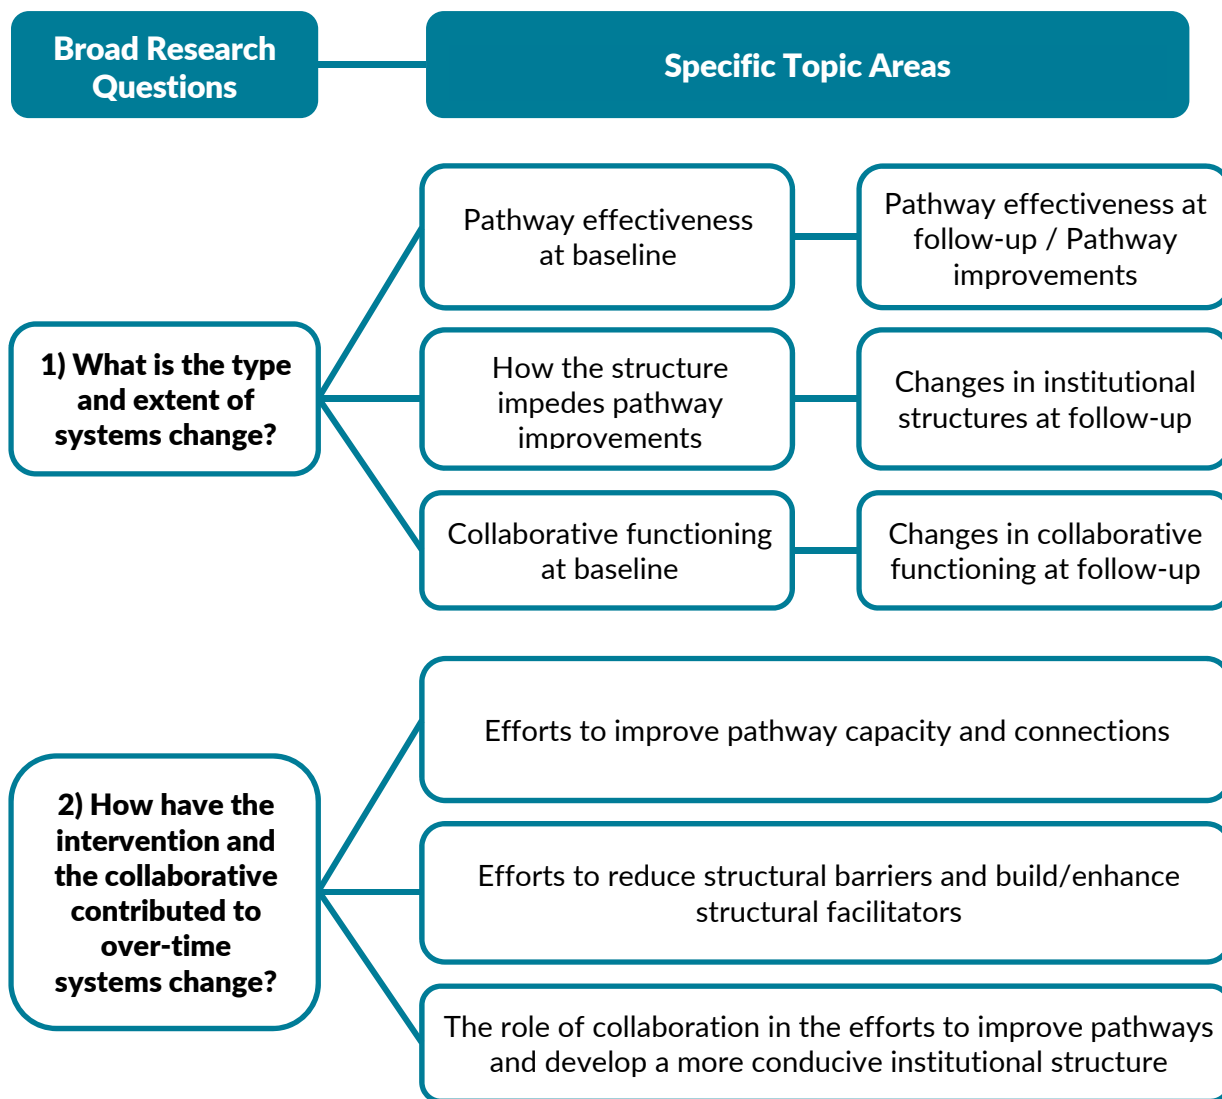 Broad Research
Questions
Specific Topic Areas
1) What is the type
and extent of
systems change?
Pathway effectiveness
at baseline
Pathway effectiveness at
follow-up / Pathway
improvements
How the structure
impedes pathway
improvements
Changes in institutional
structures at follow-up
Collaborative functioning
at baseline
Changes in collaborative
functioning at follow-up
2) How have the
intervention and
the collaborative
contributed to
over-time
systems change?
Efforts to improve pathway capacity and connections
Efforts to reduce structural barriers and build/enhance
structural facilitators
The role of collaboration in the efforts to improve pathways
and develop a more conducive institutional structure